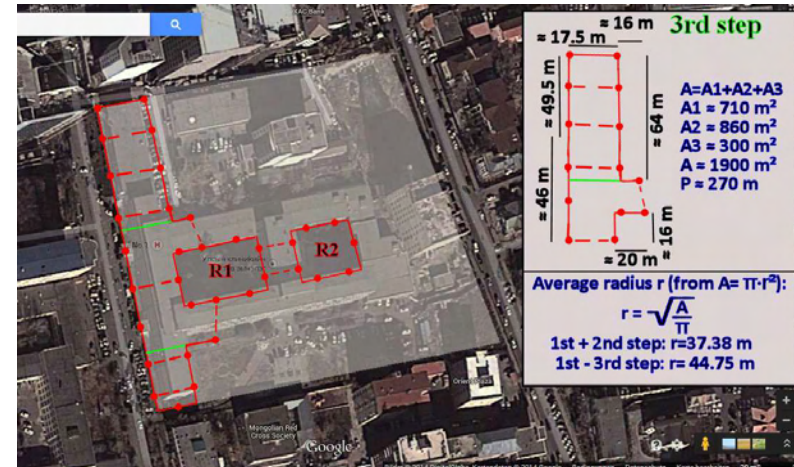 ≈ 16 m
3rd step
≈ 17.5 m
≈ 49.5 m
≈ 64 m
≈ 46 m
≈ 16 m
≈ 20 m
A=A1+A2+A3
A1 ≈ 710 m²
A2 ≈ 860 m²
A3 ≈ 300 m²
A ≈ 1900 m²
P ≈ 270 m
Average radius r (from A= π·r²):
r = √A/π
1st + 2nd step: r=37.38 m
1st - 3rd step: r= 44.75 m
R1
R2
Mongolian Red
Cross Society
Google